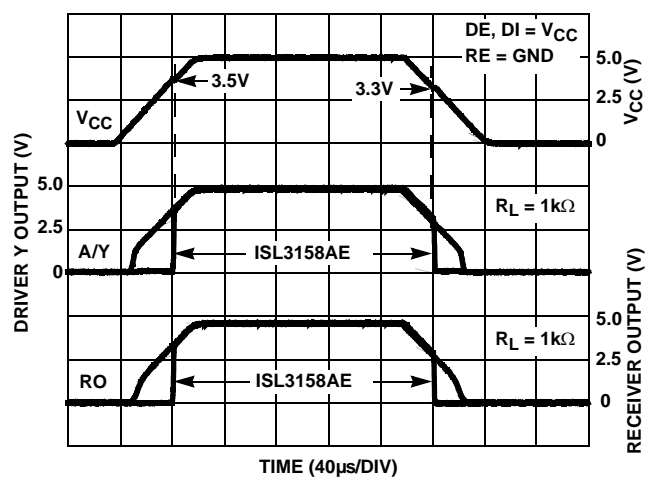 DE, DI = VCC
RE = GND
5.0
3.5V
3.3V
2.5
VCC
0
VCC (V)
5.0
RL = 1kΩ
2.5
A/Y
ISL3158AE
0
DRIVER Y OUTPUT (V)
5.0
RL = 1kΩ
2.5
RO
ISL3158AE
0
RECEIVER OUTPUT (V)
TIME (40µs/DIV)